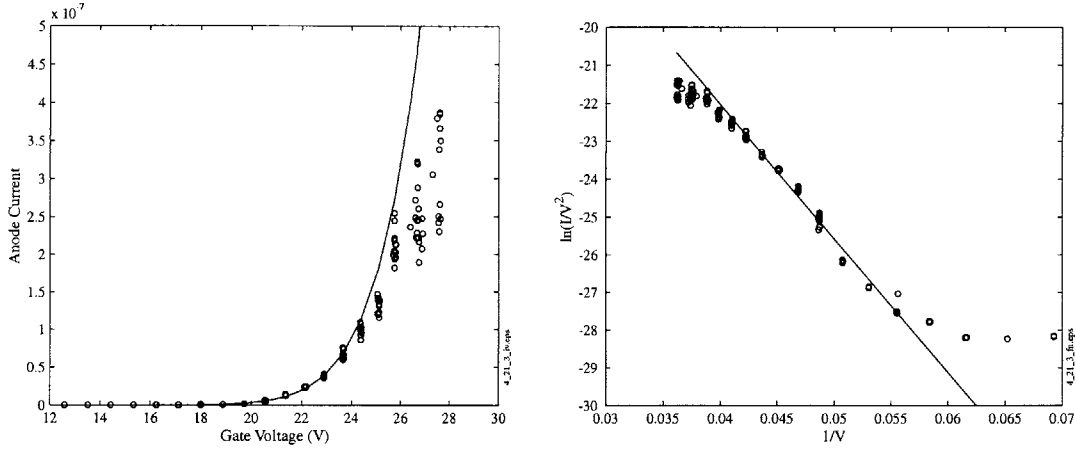 x 10^-7
5
4.5
4
3.5
3
2.5
2
1.5
1
0.5
0
Anode Current
12 14 16 18 20 22 24 26 28 30
Gate Voltage (V)
4_21_3_iv.eps
-20
-21
-22
-23
-24
-25
-26
-27
-28
-29
-30
ln(I/V^2)
0.03 0.035 0.04 0.045 0.05 0.055 0.06 0.065 0.07
1/V
4_21_3_fn.eps